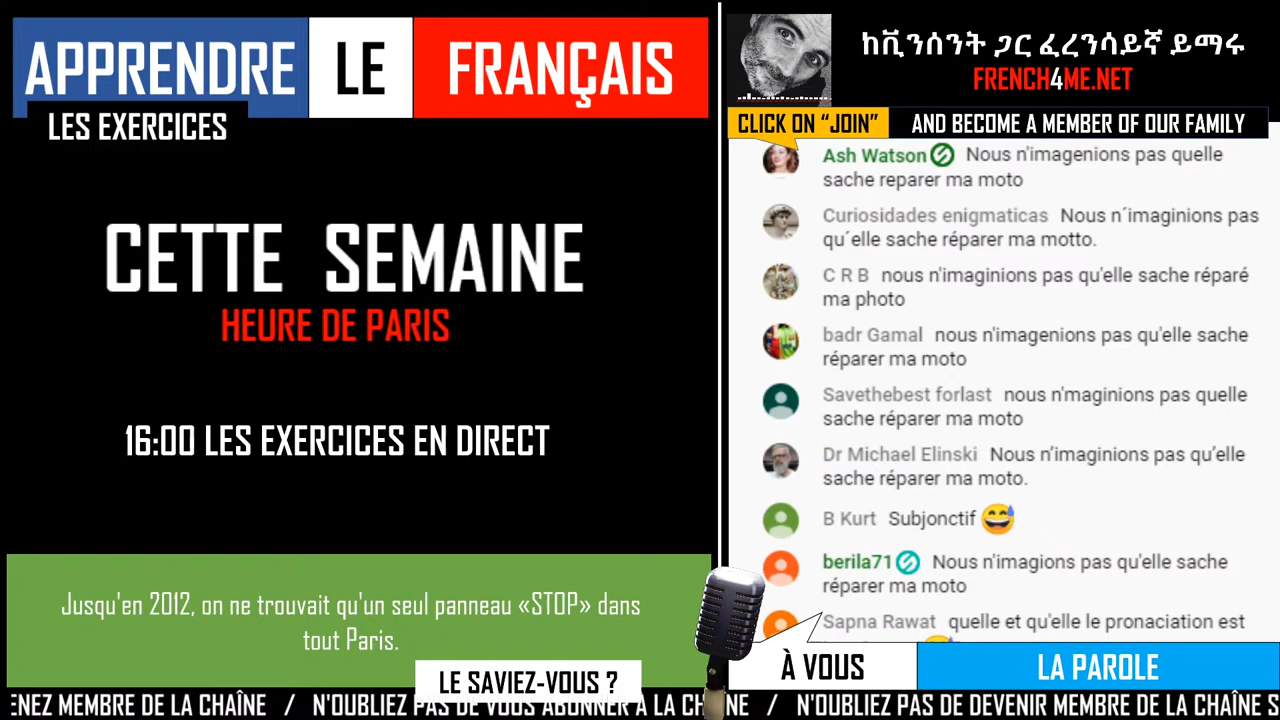 APPRENDRE LE FRANÇAIS
LES EXERCICES
CETTE SEMAINE
HEURE DE PARIS
16:00 LES EXERCICES EN DIRECT
Jusqu'en 2012, on ne trouvait qu'un seul panneau «STOP» dans
tout Paris.
LE SAVIEZ-VOUS ?
ከቪንሰንት ጋር ፈረንሳይኛ ይማሩ
FRENCH4ME.NET
CLICK ON “JOIN” AND BECOME A MEMBER OF OUR FAMILY
Ash Watson Nous n'imagenions pas quelle
sache reparer ma moto
Curiosidades enigmaticas Nous n´imaginions pas
qu´elle sache réparer ma motto.
C R B nous n'imaginions pas qu'elle sache réparé
ma photo
badr Gamal nous n'imagenions pas qu'elle sache
réparer ma moto
Savethebest forlast nous n'maginions pas quelle
sache réparer ma moto
Dr Michael Elinski Nous n’imaginions pas qu’elle
sache réparer ma moto.
B Kurt Subjonctif 😅
berila71 Nous n'imagions pas qu'elle sache
réparer ma moto
Sapna Rawat quelle et qu'elle le pronaciation est
À VOUS LA PAROLE
ENEZ MEMBRE DE LA CHAÎNE / N'OUBLIEZ PAS DE VOUS ABONNER À LA CH NE / N'OUBLIEZ PAS DE DEVENIR MEMBRE DE LA CHAÎNE S